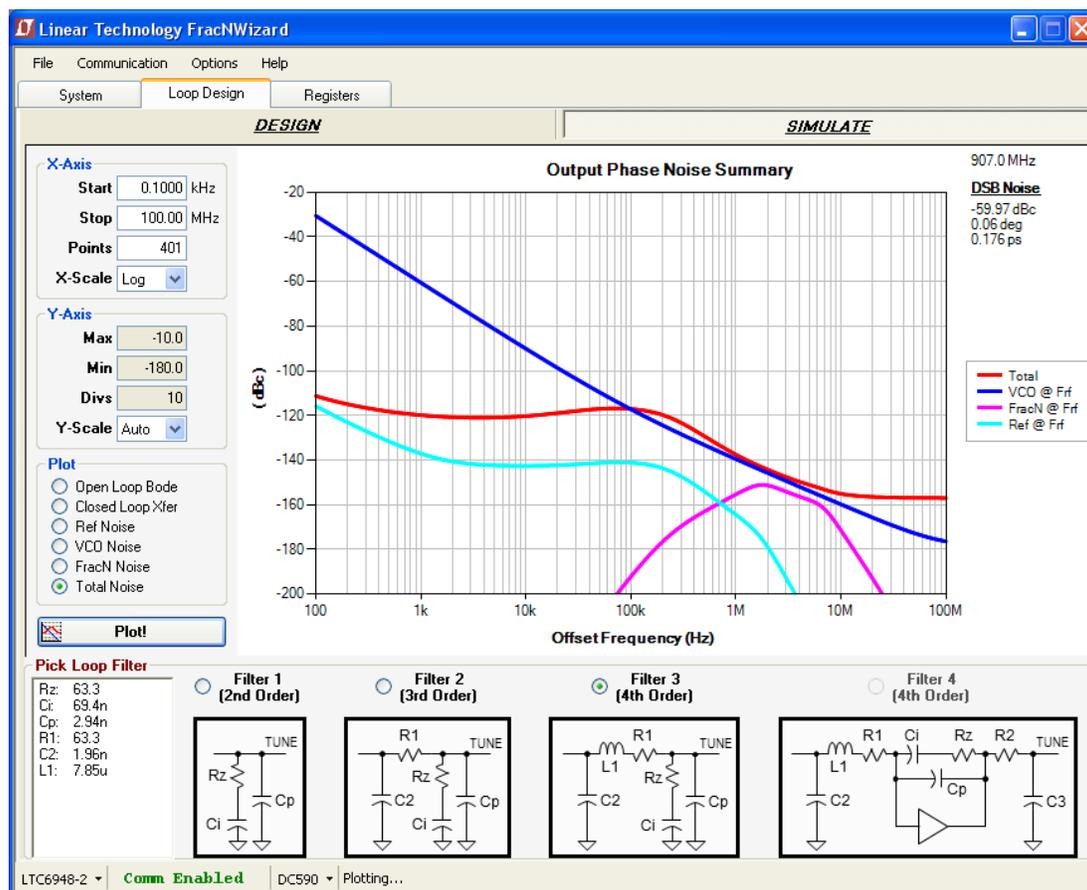 Linear Technology FracNWizard
File Communication Options Help
System Loop Design Registers
DESIGN SIMULATE
X-Axis
Start 0.1000 kHz
Stop 100.00 MHz
Points 401
X-Scale Log
Y-Axis
Max -10.0
Min -180.0
Divs 10
Y-Scale Auto
Plot
Open Loop Bode
Closed Loop Xfer
Ref Noise
VCO Noise
FracN Noise
Total Noise
Plot!
Output Phase Noise Summary
-20
-40
-60
-80
-100
-120
-140
-160
-180
-200
(dBc)
100 1k 10k 100k 1M 10M 100M
Offset Frequency (Hz)
907.0 MHz
DSB Noise
-59.97 dBc
0.06 deg
0.176 ps
Total
VCO @ Frf
FracN @ Frf
Ref @ Frf
Pick Loop Filter
Rz: 63.3
Ci: 69.4n
Cp: 2.94n
R1: 63.3
C2: 1.96n
L1: 7.85u
Filter 1
(2nd Order)
TUNE
Rz
Cp
Ci
Filter 2
(3rd Order)
R1
TUNE
Rz
C2
Cp
Ci
Filter 3
(4th Order)
R1
TUNE
L1
Rz
C2
Cp
Ci
Filter 4
(4th Order)
R1 Ci Rz R2 TUNE
L1
Cp
C2
C3
LTC6948-2 Comm Enabled DC590 Plotting...